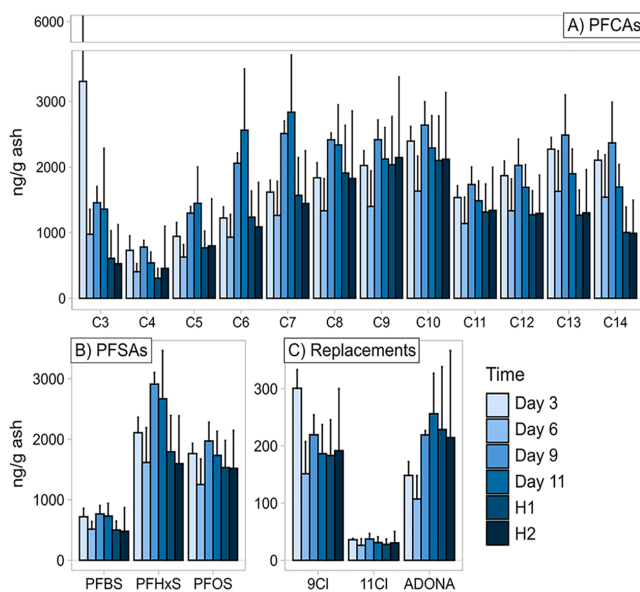 6000
A) PFCAs
3000
2000
1000
0
ng/g ash
C3 C4 C5 C6 C7 C8 C9 C10 C11 C12 C13 C14
B) PFSAs
3000
2000
1000
0
ng/g ash
PFBS PFHxS PFOS
C) Replacements
300
200
100
0
9Cl 11Cl ADONA
Time
Day 3
Day 6
Day 9
Day 11
H1
H2